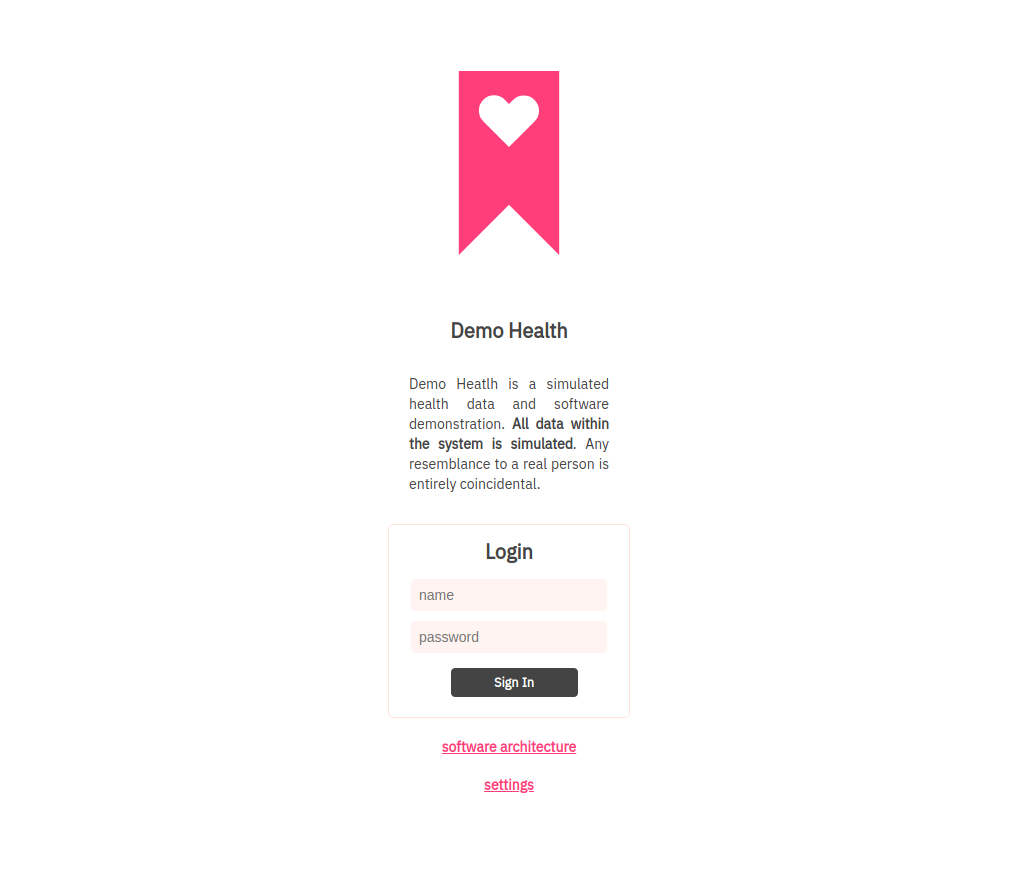 Demo Health
Demo Heatlh is a simulated
health data and software
demonstration. All data within
the system is simulated. Any
resemblance to a real person is
entirely coincidental.
Login
name
password
Sign In
software architecture
settings